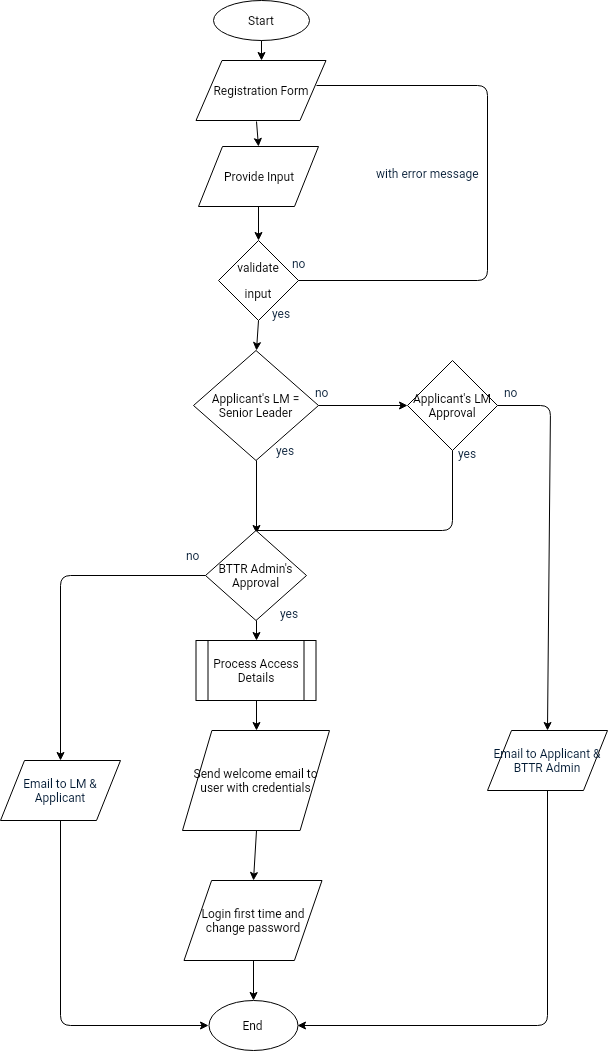 Start
Registration Form
with error message
Provide Input
validate
input
no
yes
Applicant's LM =
Senior Leader
no
yes
Applicant's LM
Approval
no
yes
BTTR Admin's
Approval
no
yes
Process Access
Details
Send welcome email to
user with credentials
Email to LM &
Applicant
Email to Applicant &
BTTR Admin
Login first time and
change password
End